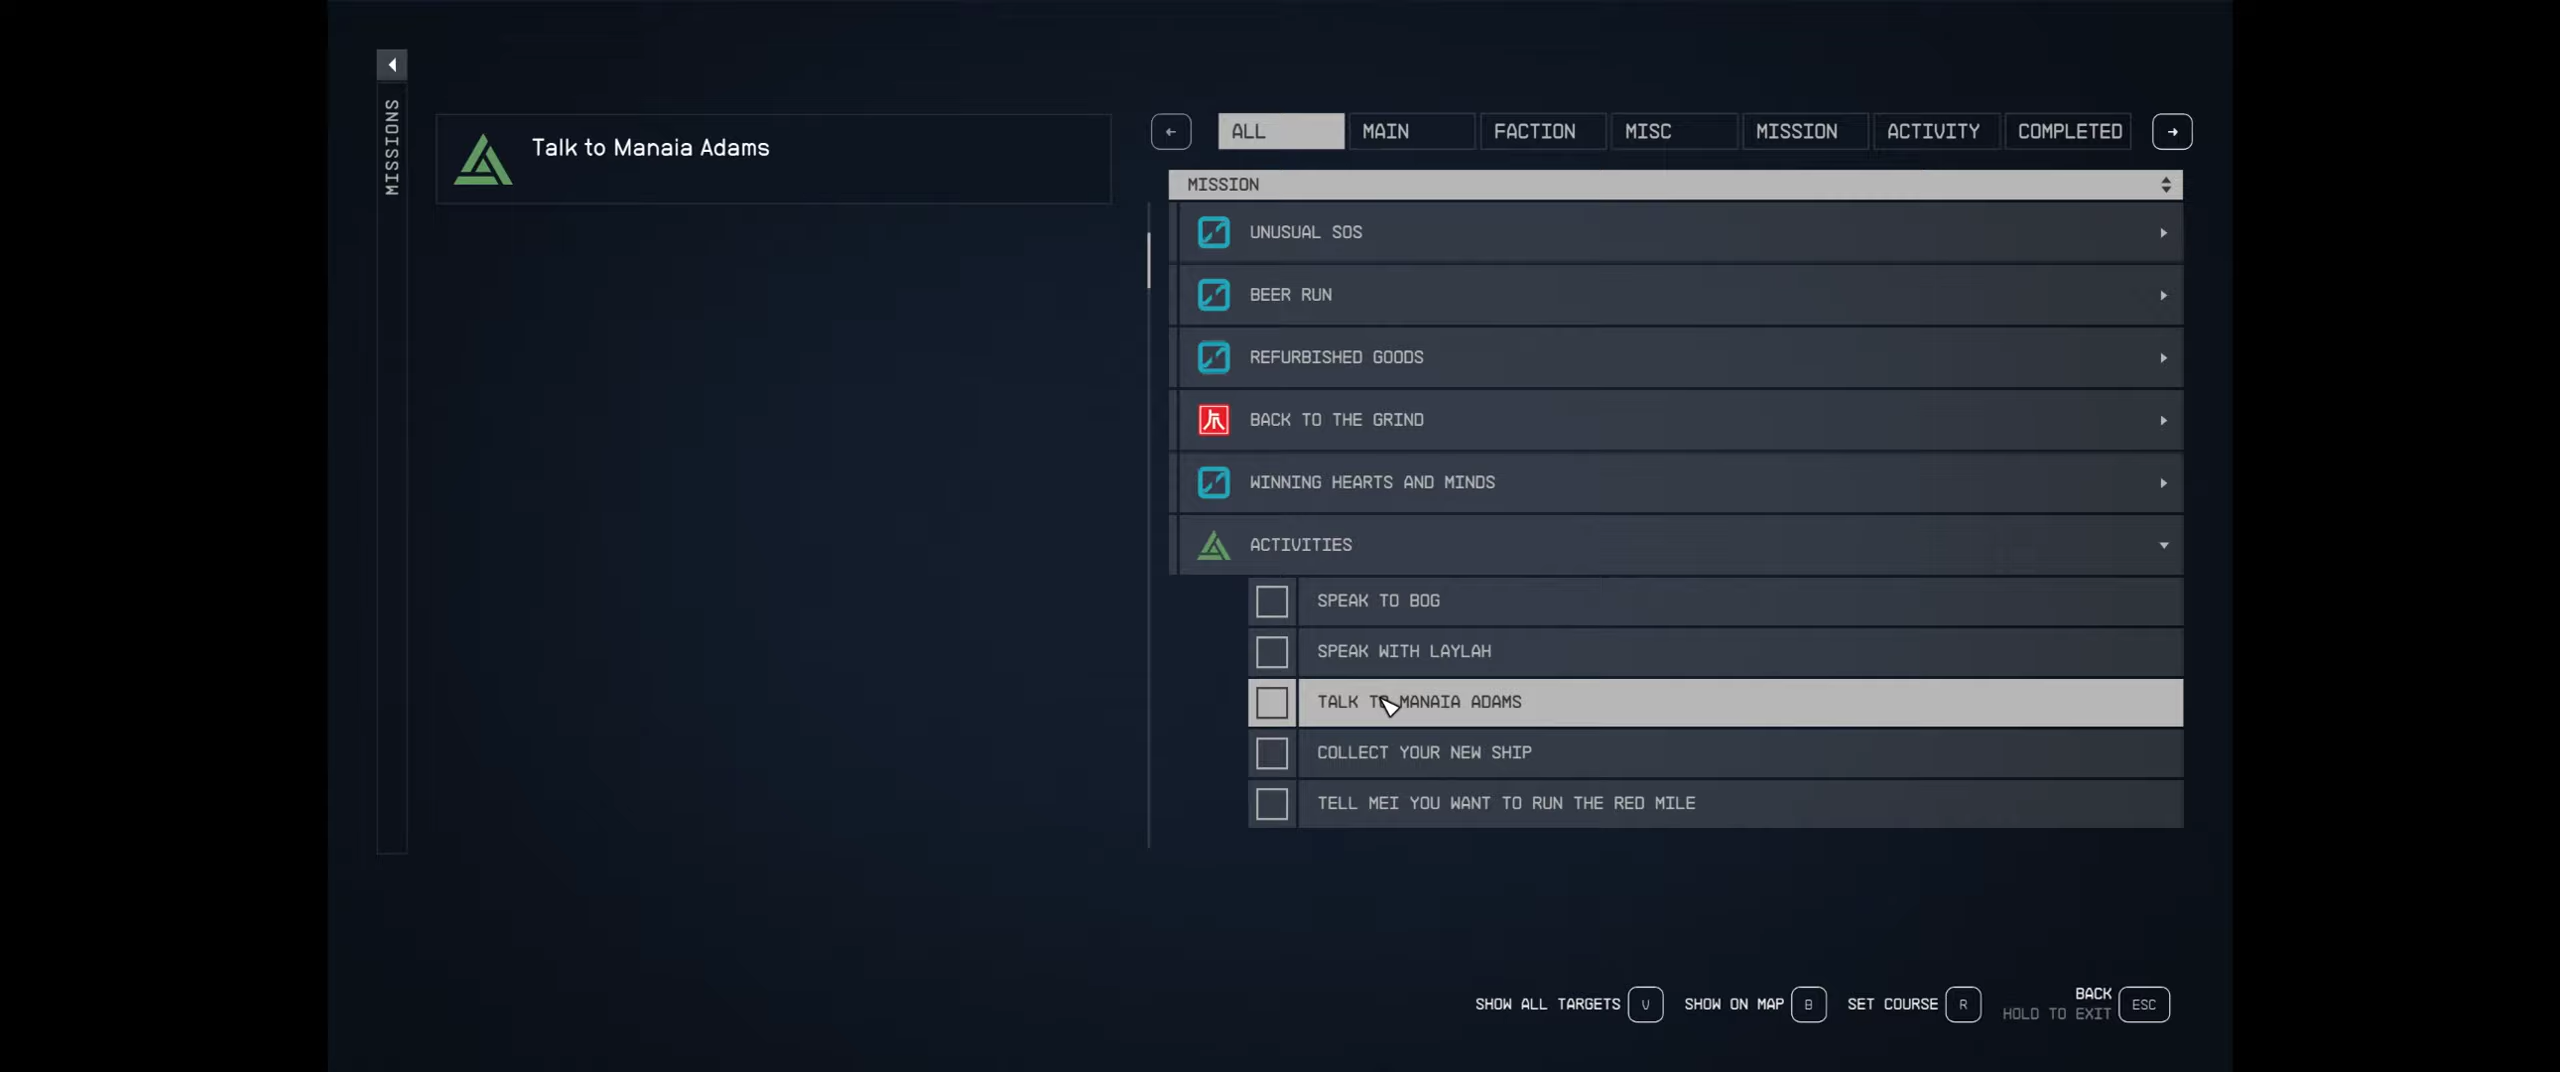 MISSIONS
Talk to Manaia Adams
ALL
MAIN
FACTION
MISC
MISSION
ACTIVITY
COMPLETED
MISSION
UNUSUAL SOS
BEER RUN
REFURBISHED GOODS
BACK TO THE GRIND
WINNING HEARTS AND MINDS
ACTIVITIES
SPEAK TO BOG
SPEAK WITH LAYLAH
TALK TO MANAIA ADAMS
COLLECT YOUR NEW SHIP
TELL MEI YOU WANT TO RUN THE RED MILE
SHOW ALL TARGETS V
SHOW ON MAP B
SET COURSE R
BACK
HOLD TO EXIT
ESC